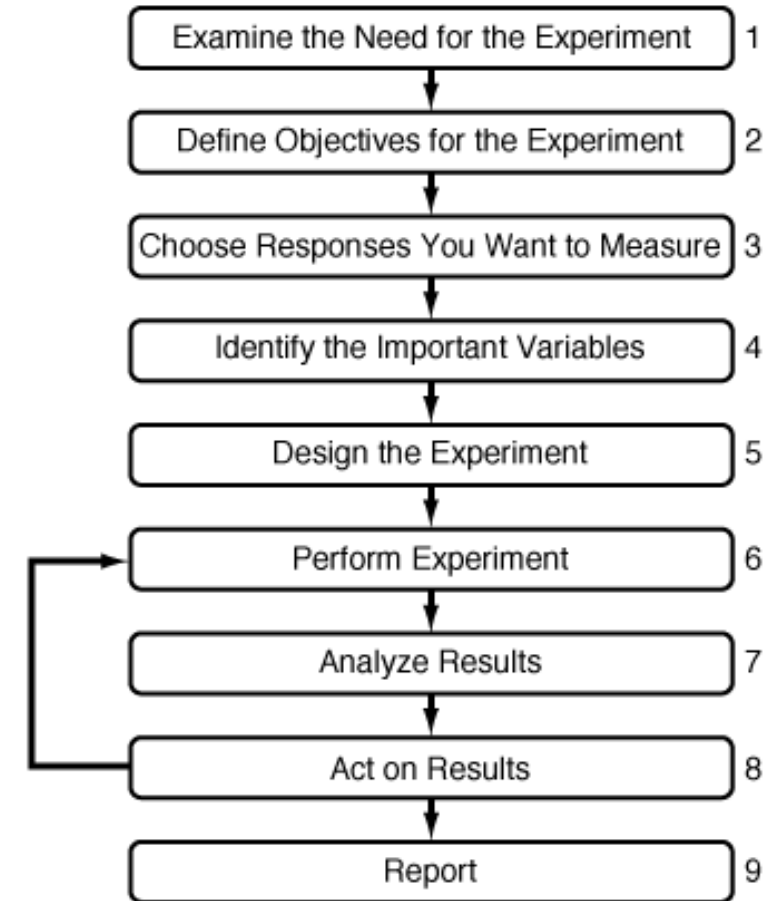 Examine the Need for the Experiment 1
Define Objectives for the Experiment 2
Choose Responses You Want to Measure 3
Identify the Important Variables 4
Design the Experiment 5
Perform Experiment 6
Analyze Results 7
Act on Results 8
Report 9